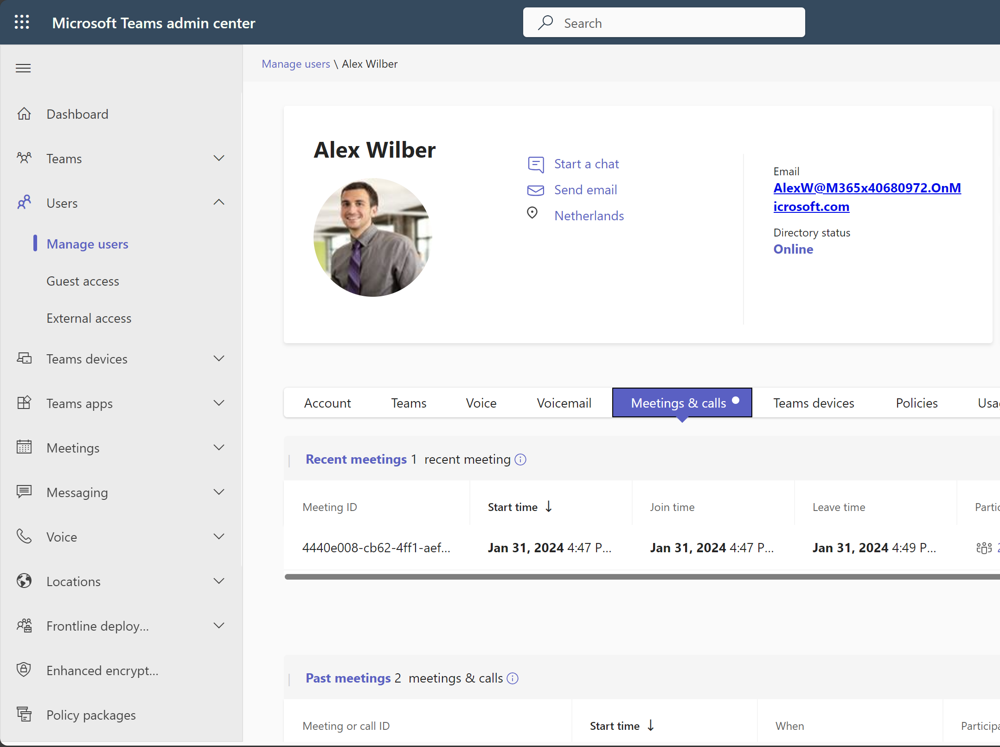 Microsoft Teams admin center
Search
Manage users \ Alex Wilber
Dashboard
Teams
Users
Manage users
Guest access
External access
Teams devices
Teams apps
Meetings
Messaging
Voice
Locations
Frontline deploy...
Enhanced encrypt...
Policy packages
Alex Wilber
Start a chat
Send email
Netherlands
Email
AlexW@M365x40680972.OnM
icrosoft.com
Directory status
Online
Account Teams Voice Voicemail Meetings & calls Teams devices Policies
Recent meetings 1 recent meeting
Meeting ID Start time ↓ Join time Leave time
4440e008-cb62-4ff1-aef... Jan 31, 2024 4:47 P... Jan 31, 2024 4:47 P... Jan 31, 2024 4:49 P...
Past meetings 2 meetings & calls
Meeting or call ID Start time ↓ When